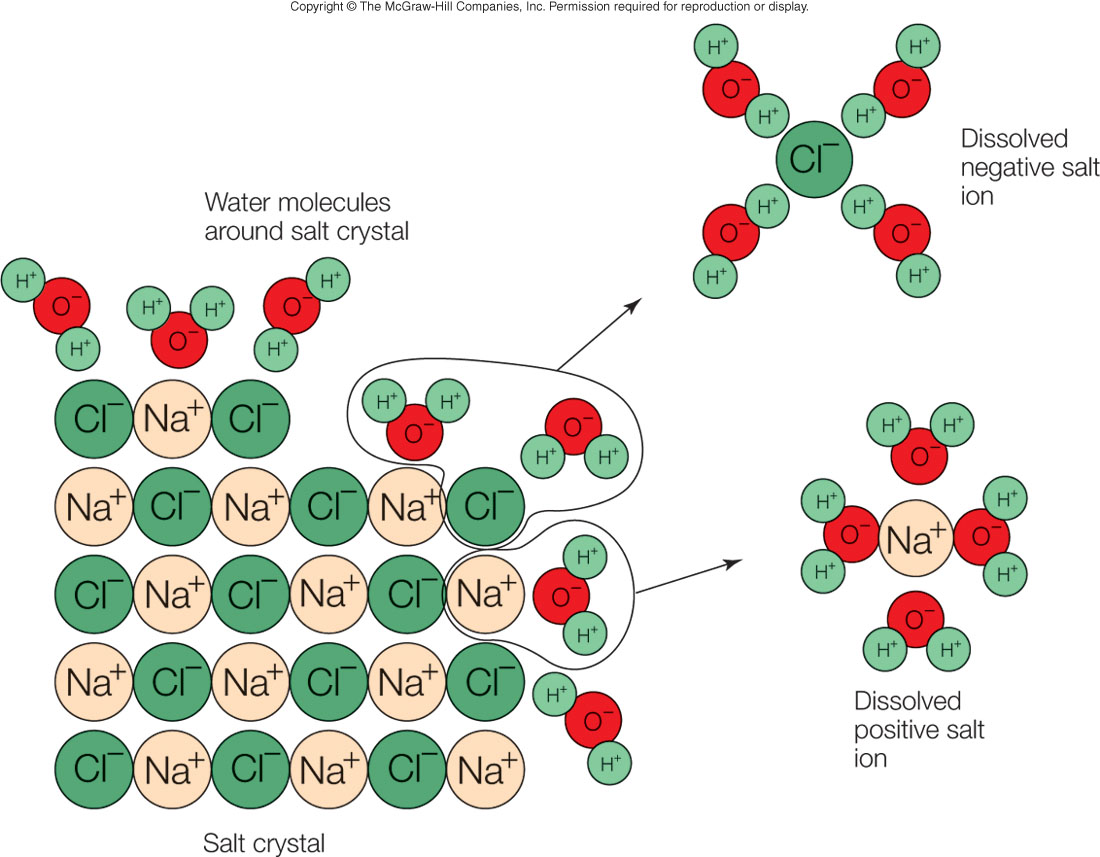 Copyright © The McGraw-Hill Companies, Inc. Permission required for reproduction or display.
H⁺ H⁺
O⁻ O⁻
H⁺ H⁺
Cl⁻
H⁺ H⁺
O⁻ O⁻
H⁺ H⁺
Dissolved
negative salt
ion
Water molecules
around salt crystal
H⁺ O⁻ H⁺
H⁺ O⁻ H⁺
H⁺ O⁻ H⁺
Cl⁻ Na⁺ Cl⁻
H⁺ O⁻ H⁺
O⁻ H⁺ H⁺
Na⁺ Cl⁻ Na⁺ Cl⁻ Na⁺ Cl⁻
Cl⁻ Na⁺ Cl⁻ Na⁺ Cl⁻ Na⁺
H⁺ O⁻ H⁺
Na⁺ Cl⁻ Na⁺ Cl⁻ Na⁺ Cl⁻
H⁺ O⁻ H⁺
Cl⁻ Na⁺ Cl⁻ Na⁺ Cl⁻ Na⁺
Salt crystal
H⁺ H⁺
O⁻
H⁺ H⁺
O⁻ Na⁺ O⁻
H⁺ H⁺
O⁻
H⁺ H⁺
Dissolved
positive salt
ion